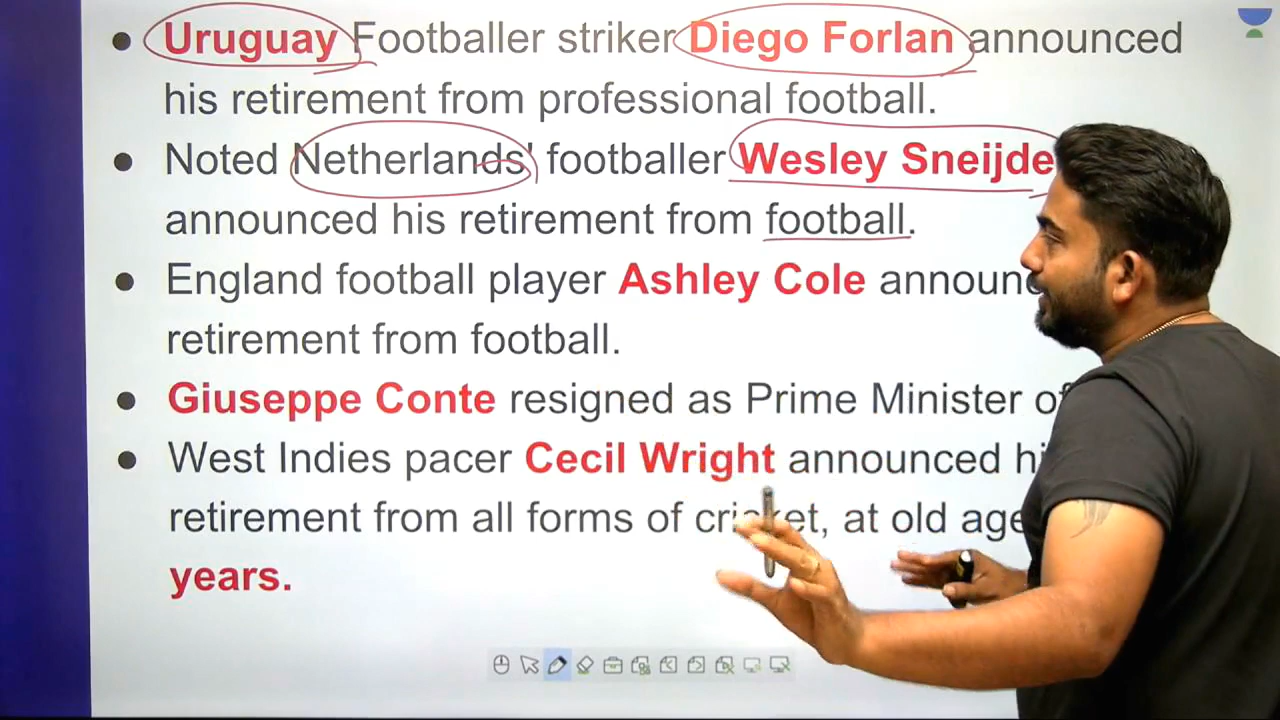 ● Uruguay Footballer striker Diego Forlan announced
his retirement from professional football.
● Noted Netherlands' footballer Wesley Sneijde
announced his retirement from football.
● England football player Ashley Cole announc
retirement from football.
● Giuseppe Conte resigned as Prime Minister of
● West Indies pacer Cecil Wright announced hi
retirement from all forms of cricket, at old age
years.